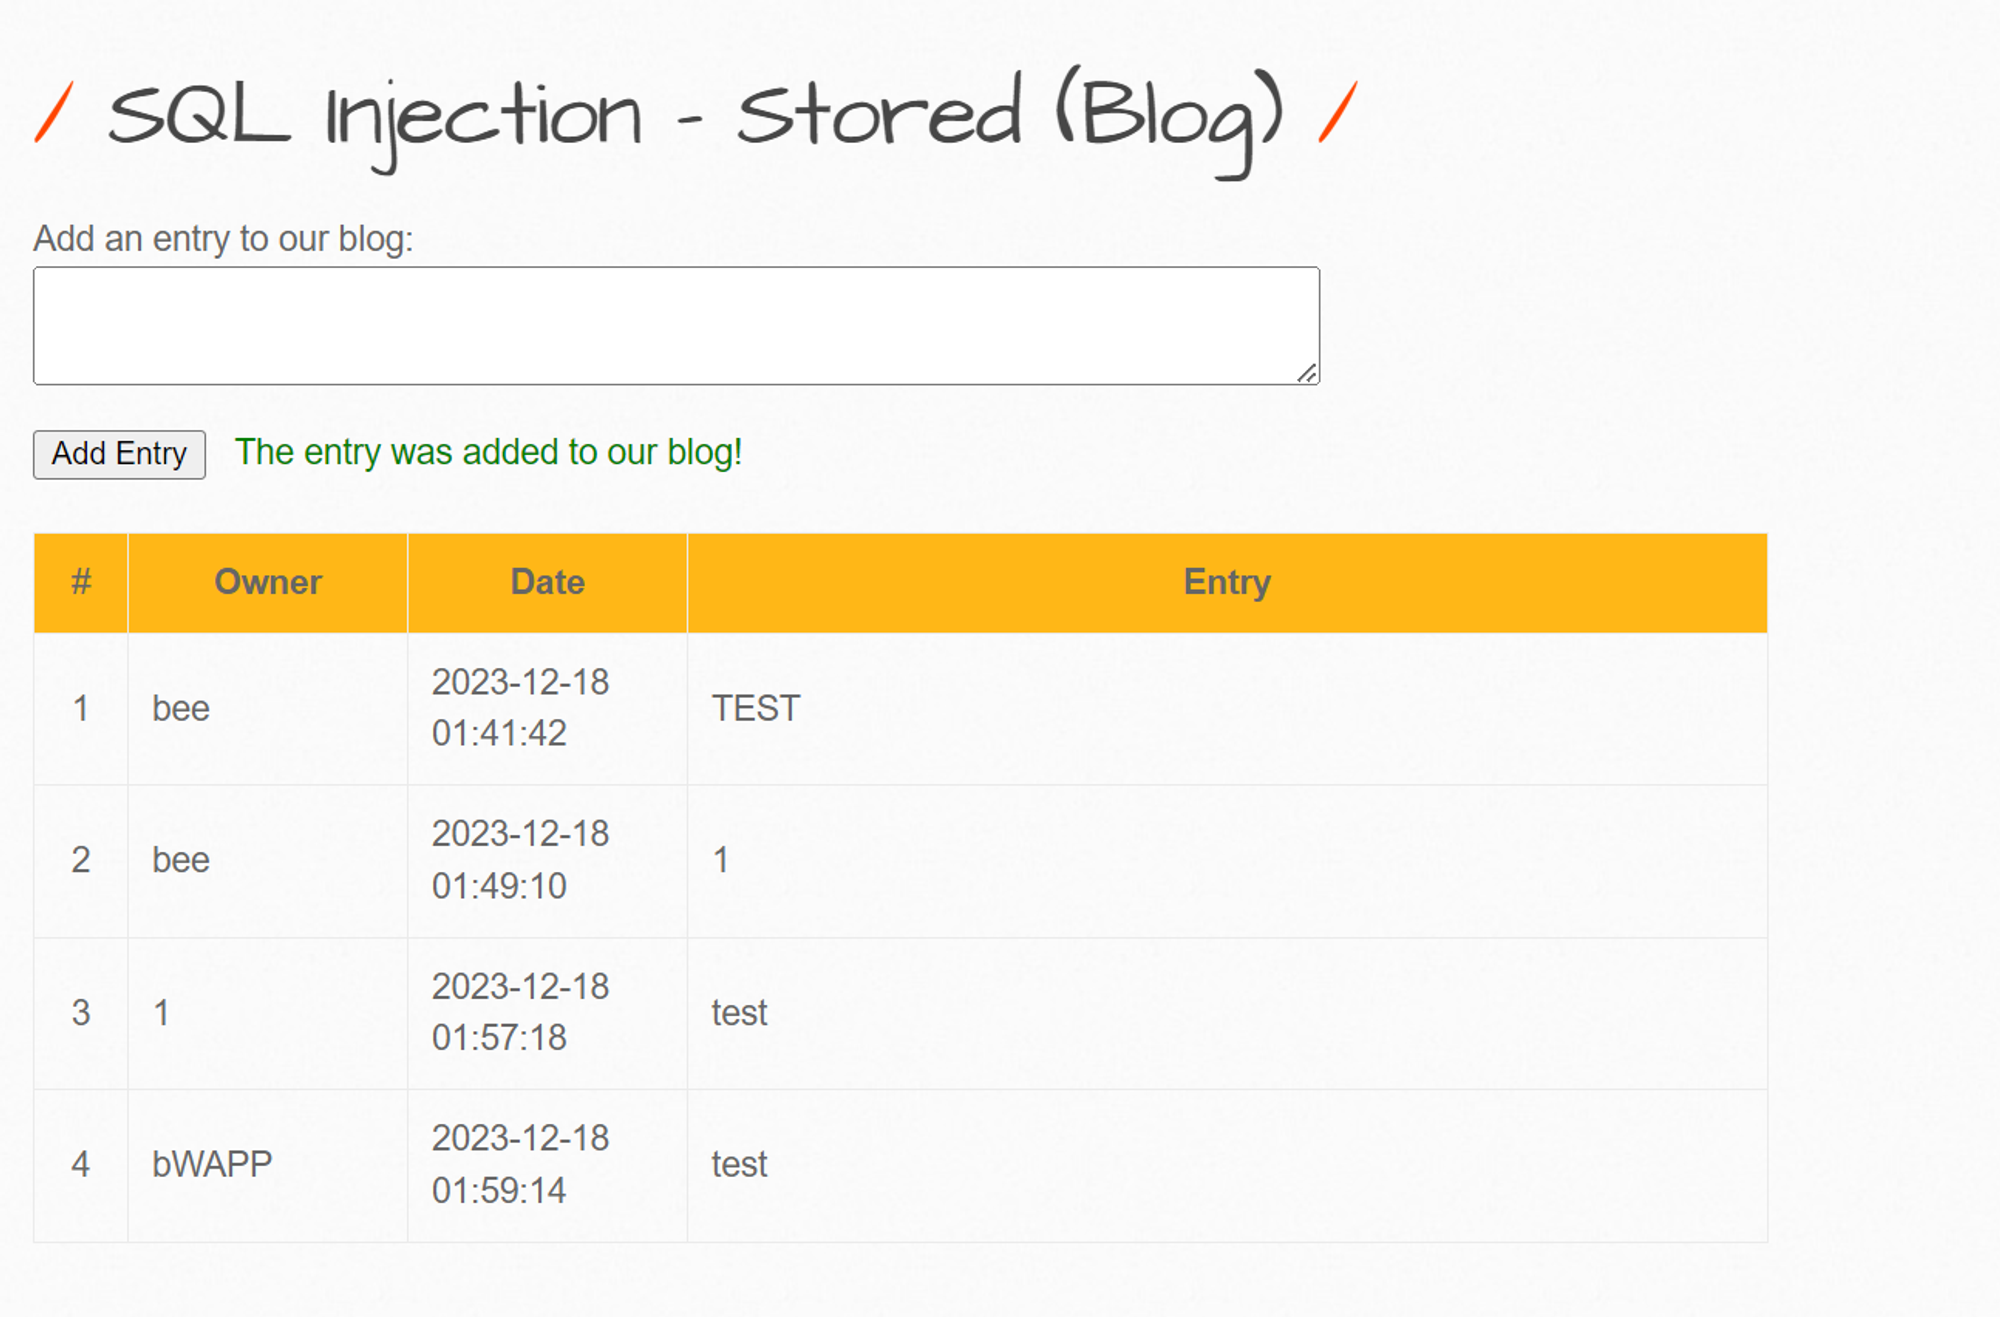 / SQL Injection - Stored (Blog) /
Add an entry to our blog:
Add Entry The entry was added to our blog!
# Owner Date Entry
1 bee 2023-12-18 01:41:42 TEST
2 bee 2023-12-18 01:49:10 1
3 1 2023-12-18 01:57:18 test
4 bWAPP 2023-12-18 01:59:14 test